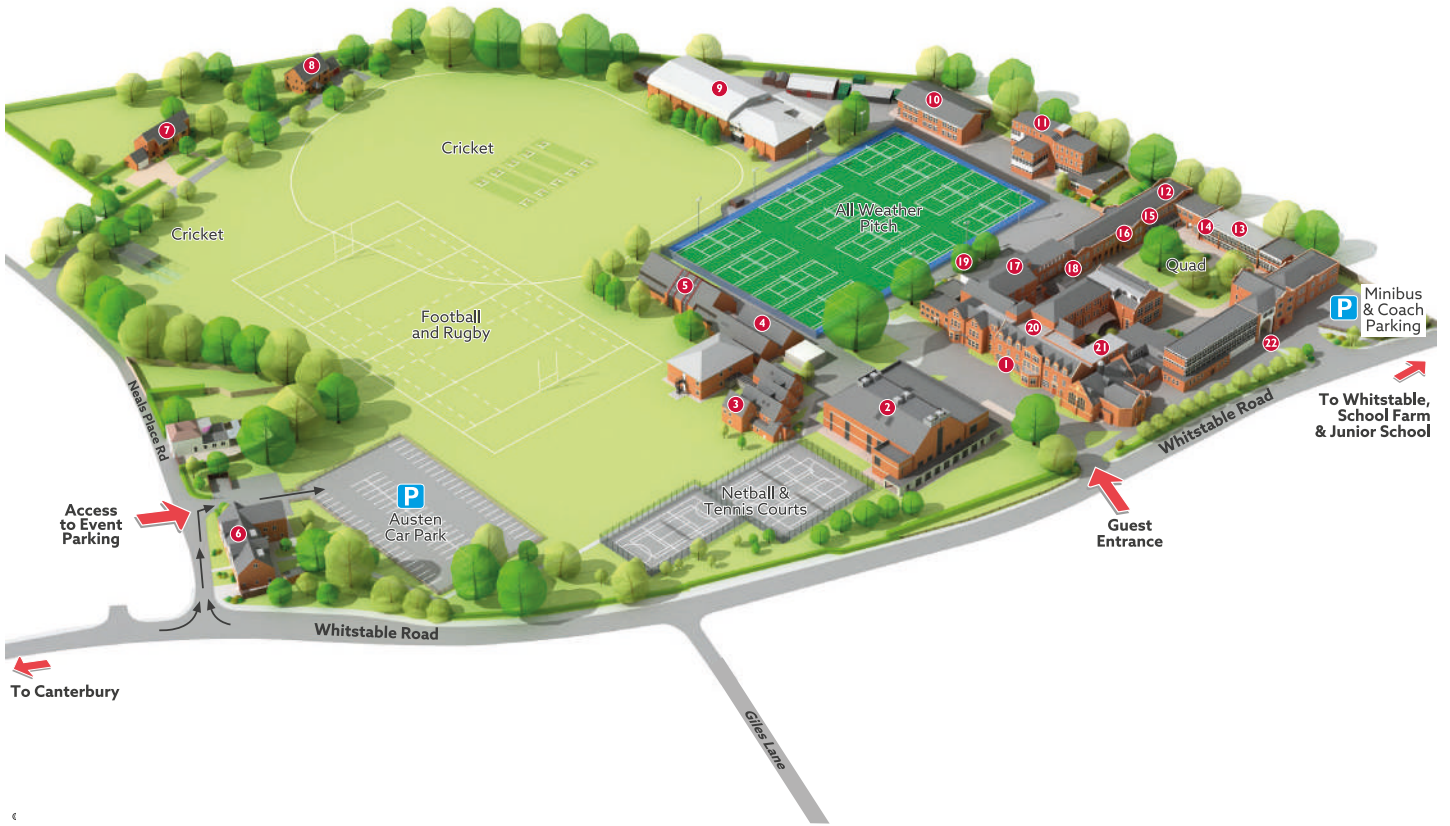 8
9
10
7
11
Cricket
12
All Weather
Pitch
15
14
13
16
Cricket
19
17
18
Quad
5
Minibus
& Coach
Parking
P
Football
and Rugby
4
20
21
22
1
Neals Place Rd
3
2
To Whitstable,
School Farm
& Junior School
Whitstable Road
P
Austen
Car Park
Netball &
Tennis Courts
Access
to Event
Parking
6
Guest
Entrance
Whitstable Road
To Canterbury
Giles Lane